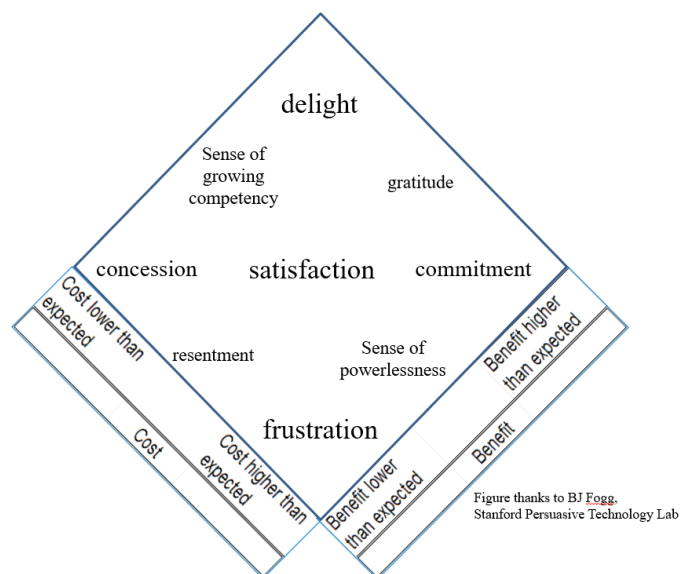 delight
Sense of
growing
competency
gratitude
concession
satisfaction
commitment
Cost lower than
expected
Benefit higher
than expected
resentment
Sense of
powerlessness
frustration
Cost
Cost higher than
expected
Benefit lower
than expected
Benefit
Figure thanks to BJ Fogg,
Stanford Persuasive Technology Lab